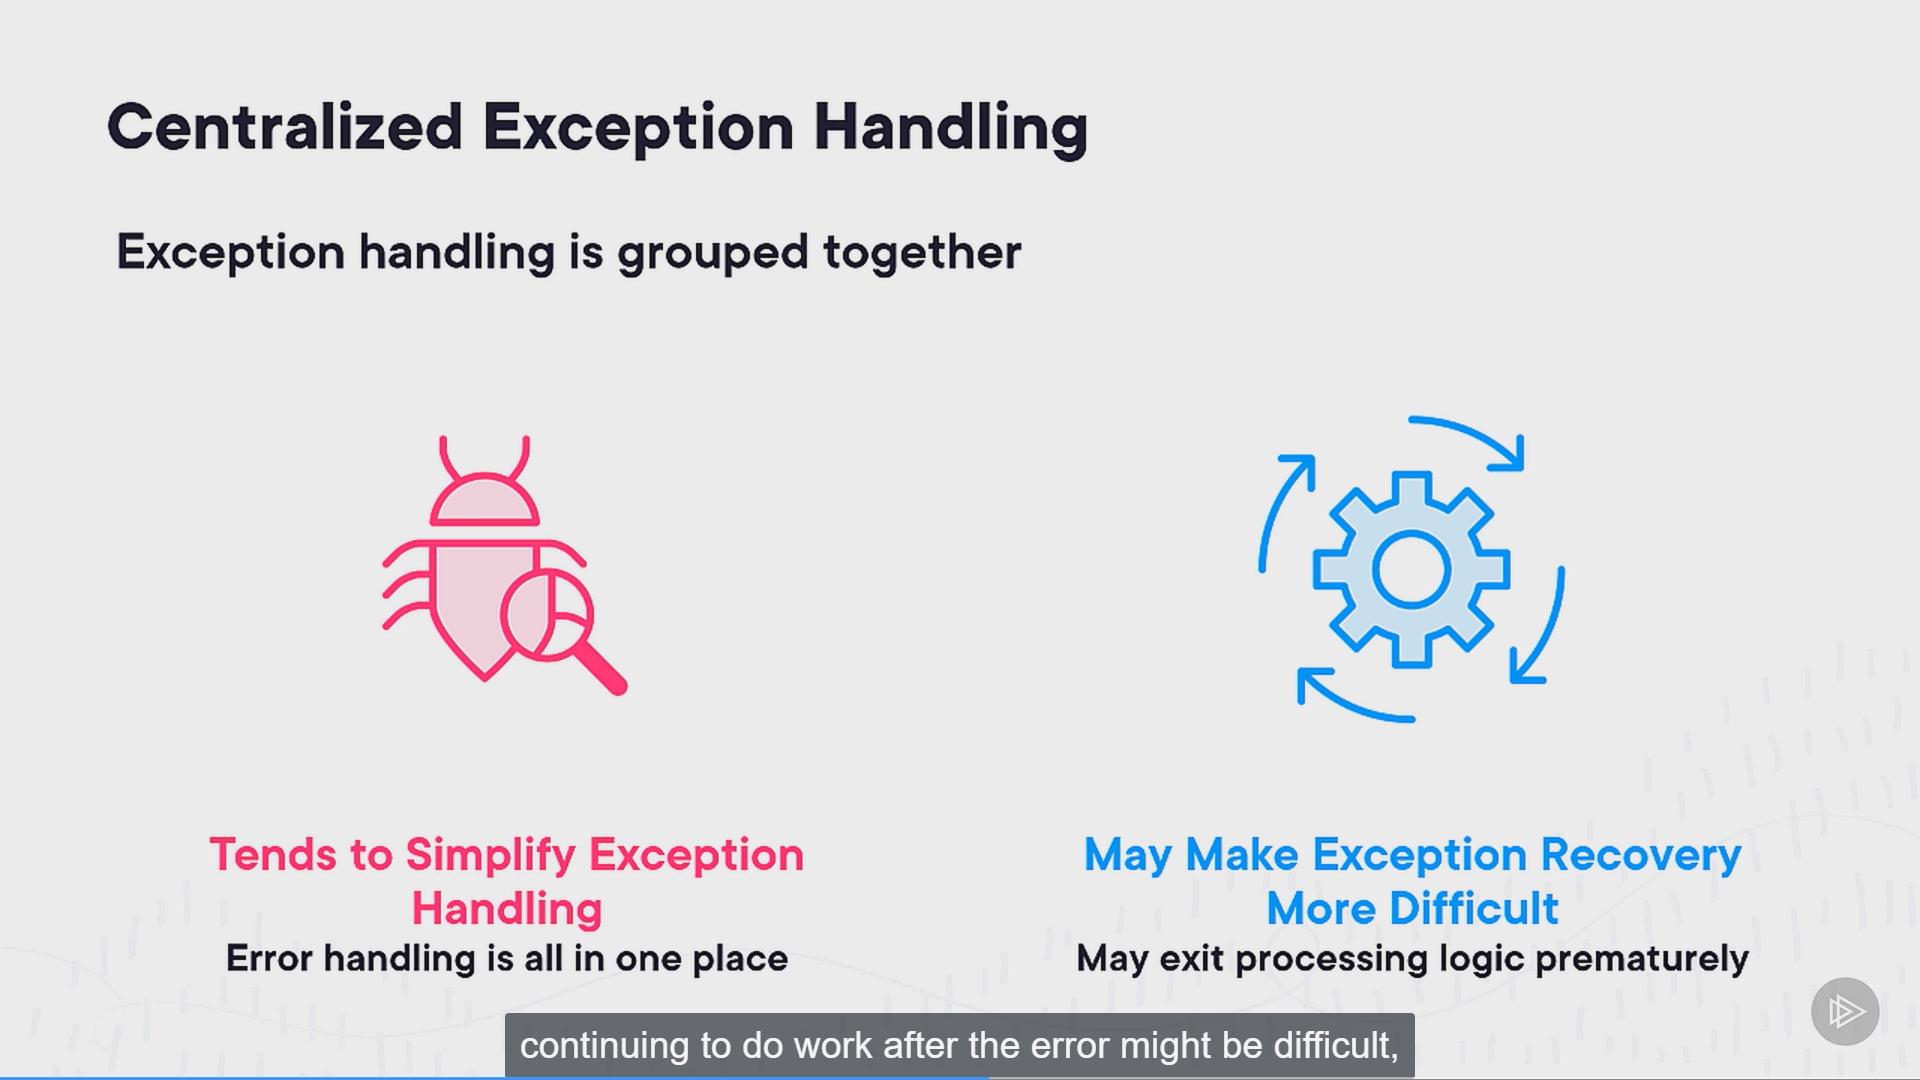 Centralized Exception Handling
Exception handling is grouped together
Tends to Simplify Exception
Handling
Error handling is all in one place
May Make Exception Recovery
More Difficult
May exit processing logic prematurely
continuing to do work after the error might be difficult,